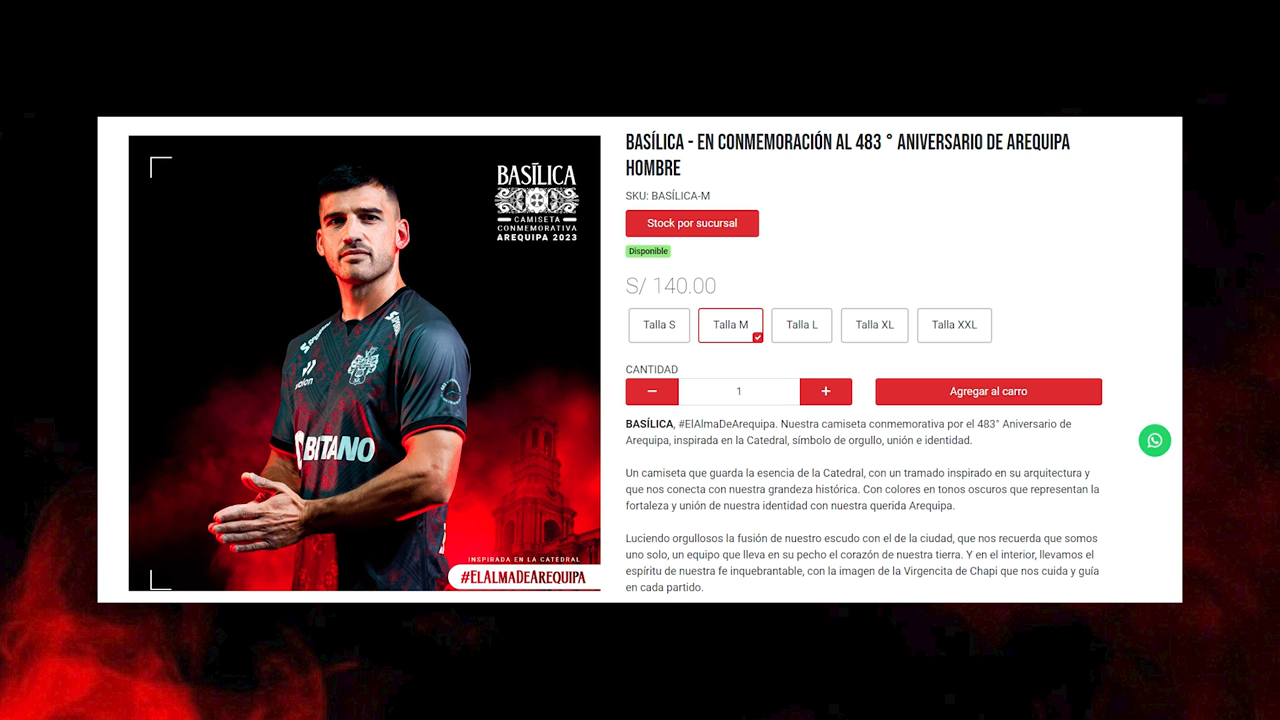 BASÍLICA
CAMISETA
CONMEMORATIVA
AREQUIPA 2023
walon
BETANO
INSPIRADA EN LA CATEDRAL
#ELALMADEAREQUIPA
BASÍLICA - EN CONMEMORACIÓN AL 483 ° ANIVERSARIO DE AREQUIPA
HOMBRE
SKU: BASÍLICA-M
Stock por sucursal
Disponible
S/ 140.00
Talla S Talla M Talla L Talla XL Talla XXL
CANTIDAD
− 1 + Agregar al carro
BASÍLICA, #ElAlmaDeArequipa. Nuestra camiseta conmemorativa por el 483° Aniversario de
Arequipa, inspirada en la Catedral, símbolo de orgullo, unión e identidad.
Un camiseta que guarda la esencia de la Catedral, con un tramado inspirado en su arquitectura y
que nos conecta con nuestra grandeza histórica. Con colores en tonos oscuros que representan la
fortaleza y unión de nuestra identidad con nuestra querida Arequipa.
Luciendo orgullosos la fusión de nuestro escudo con el de la ciudad, que nos recuerda que somos
uno solo, un equipo que lleva en su pecho el corazón de nuestra tierra. Y en el interior, llevamos el
espíritu de nuestra fe inquebrantable, con la imagen de la Virgencita de Chapi que nos cuida y guía
en cada partido.